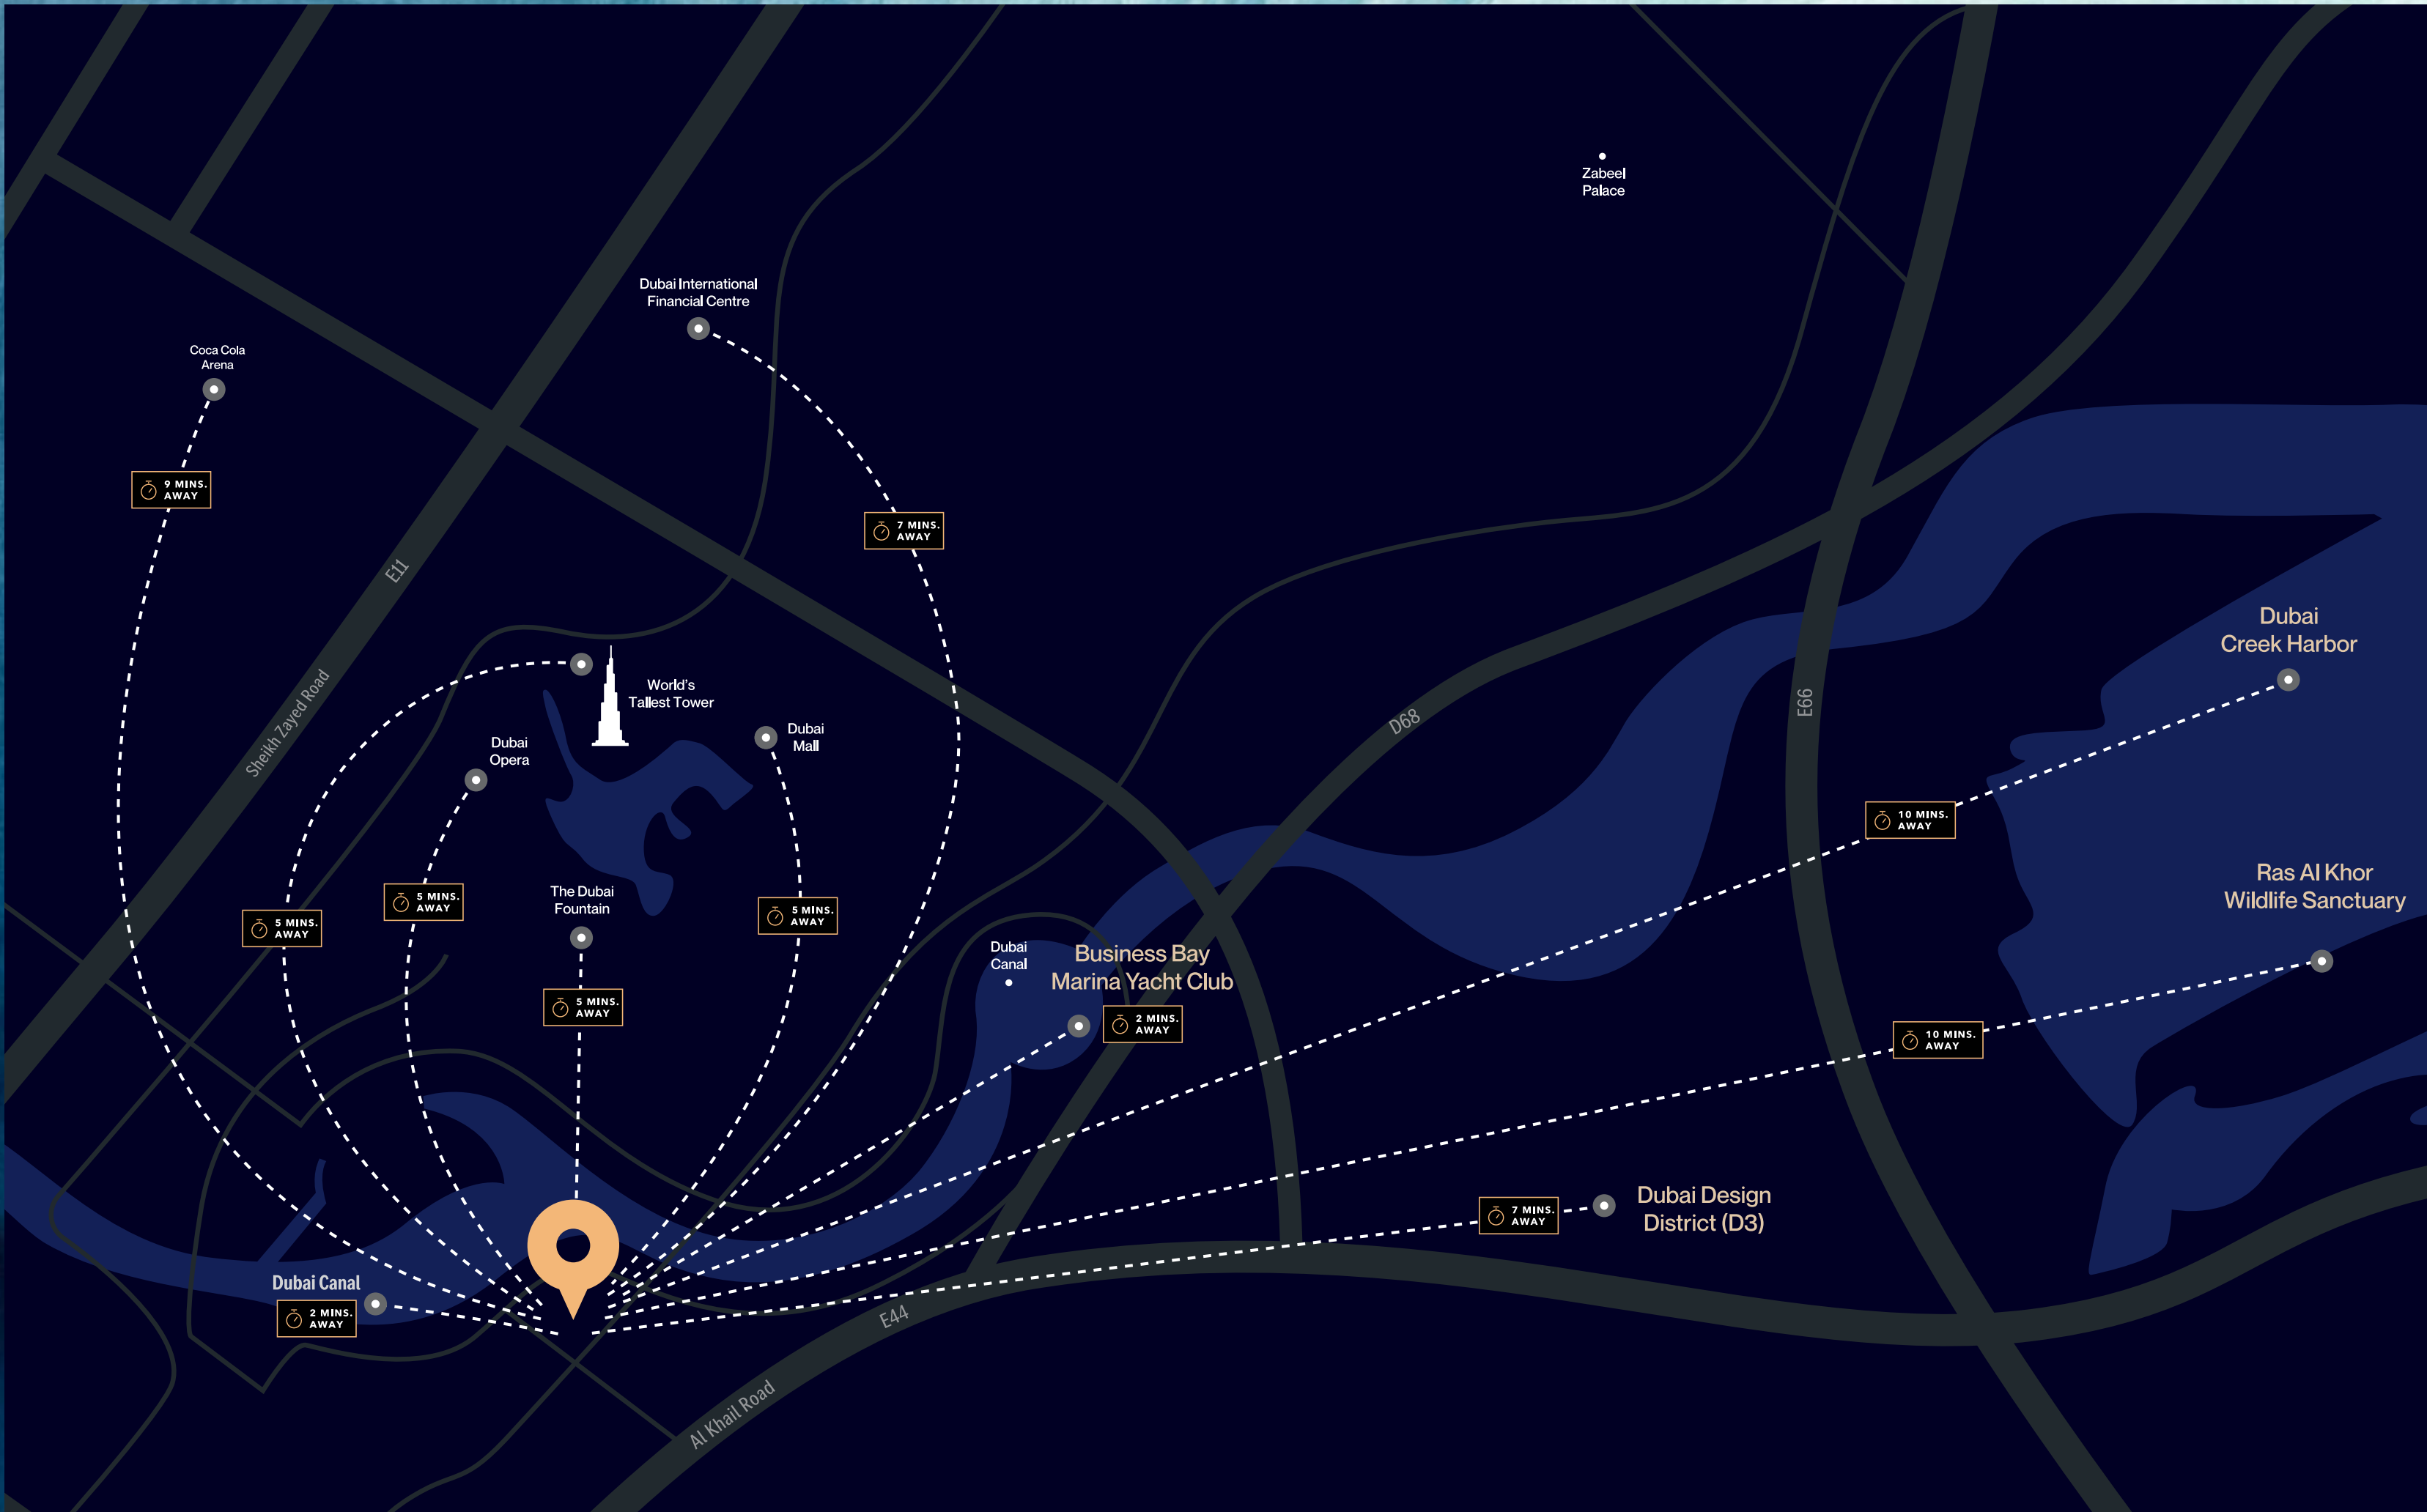 Zabeel
Palace
Dubai International
Financial Centre
Coca Cola
Arena
9 MINS.
AWAY
7 MINS.
AWAY
E11
Sheikh Zayed Road
World's
Tallest Tower
Dubai
Opera
Dubai
Mall
D68
E66
Dubai
Creek Harbor
10 MINS.
AWAY
5 MINS.
AWAY
5 MINS.
AWAY
The Dubai
Fountain
5 MINS.
AWAY
5 MINS.
AWAY
Dubai
Canal
Business Bay
Marina Yacht Club
2 MINS.
AWAY
Ras Al Khor
Wildlife Sanctuary
10 MINS.
AWAY
7 MINS.
AWAY
Dubai Design
District (D3)
Dubai Canal
2 MINS.
AWAY
E44
Al Khail Road